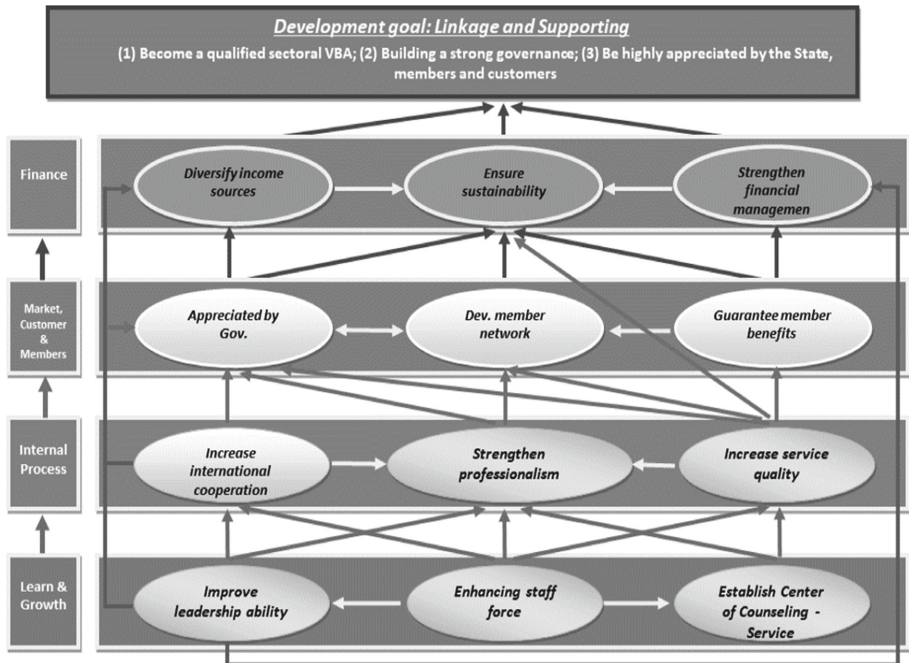 Development goal: Linkage and Supporting
(1) Become a qualified sectoral VBA; (2) Building a strong governance; (3) Be highly appreciated by the State,
members and customers
Finance
Diversify income
sources
Ensure
sustainability
Strengthen
financial
managemen
Market,
Customer
&
Members
Appreciated by
Gov.
Dev. member
network
Guarantee member
benefits
Internal
Process
Increase
international
cooperation
Strengthen
professionalism
Increase service
quality
Learn &
Growth
Improve
leadership ability
Enhancing staff
force
Establish Center
of Counseling -
Service